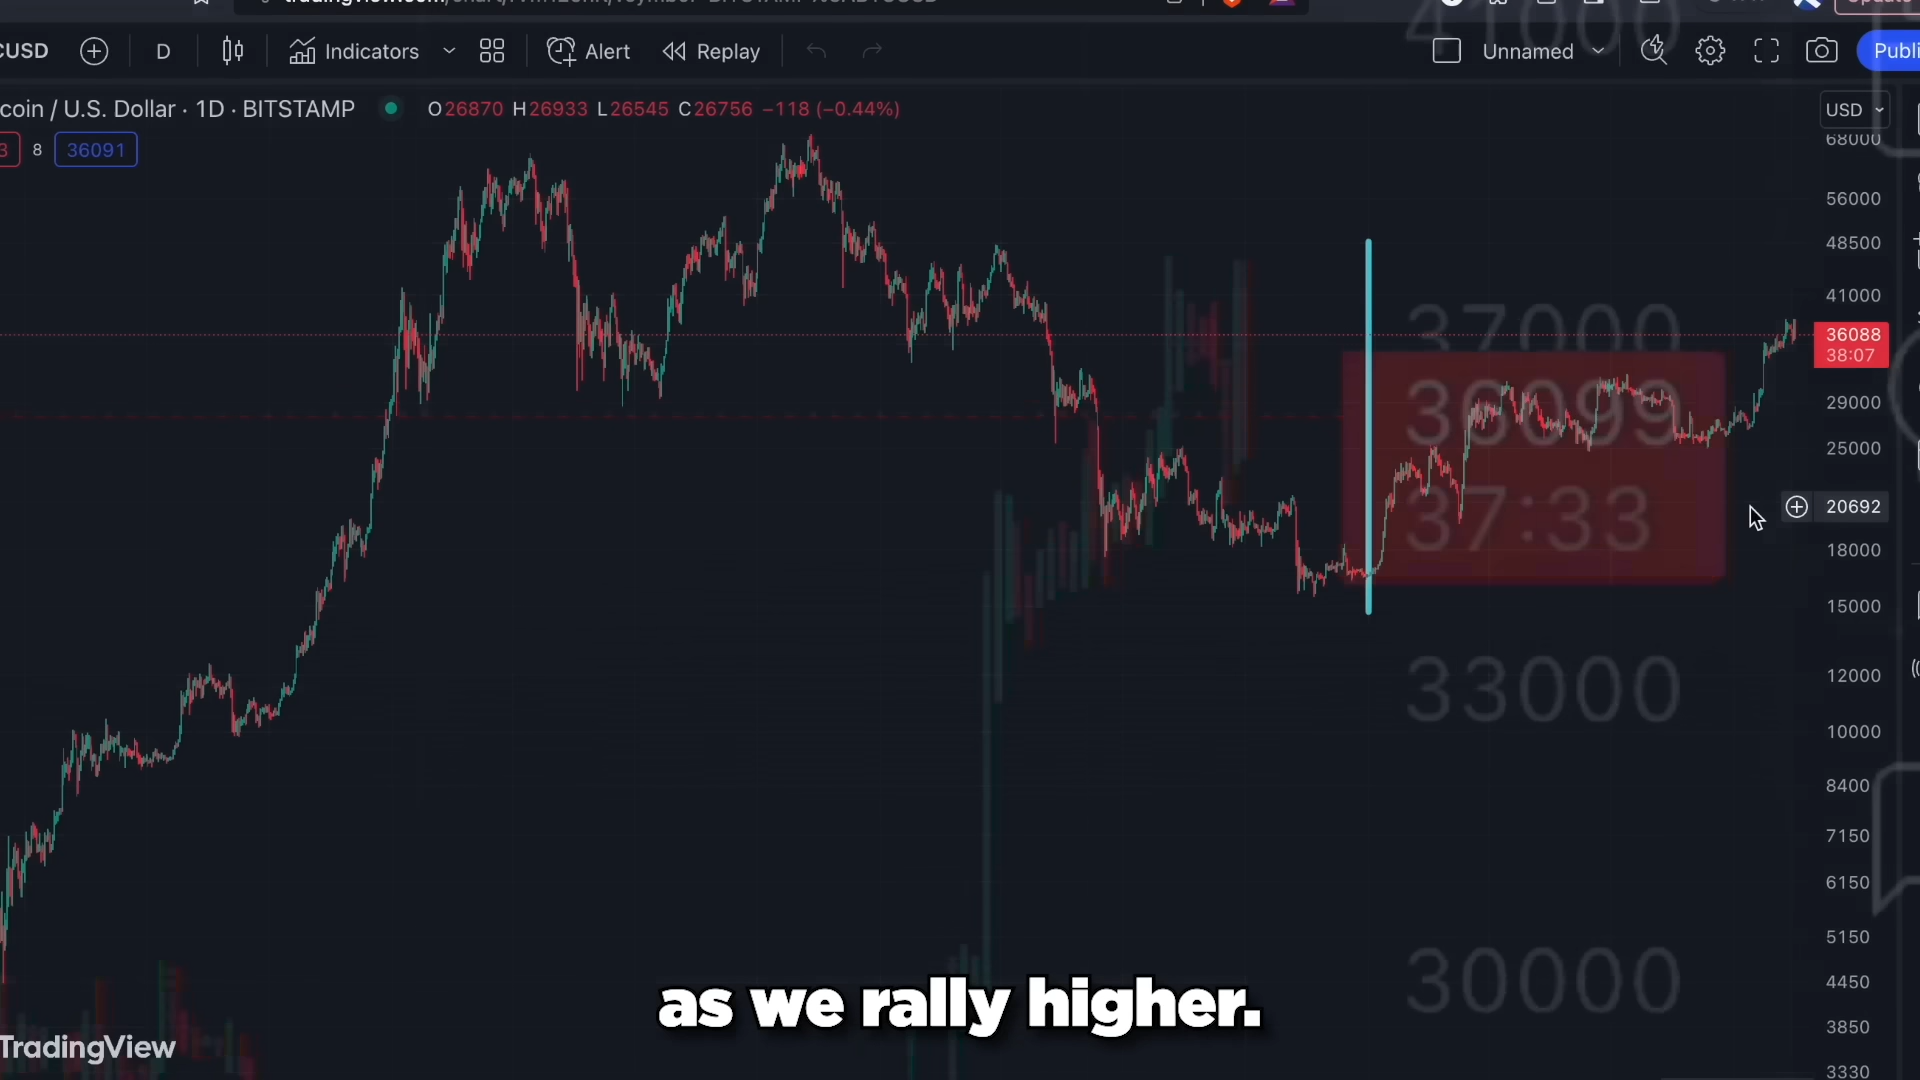 CUSD
D
Indicators
Alert
Replay
Unnamed
Publi
coin / U.S. Dollar · 1D · BITSTAMP
O26870 H26933 L26545 C26756 −118 (−0.44%)
USD
3 8 36091
68000
56000
48500
41000
36088
38:07
29000
25000
20692
18000
15000
12000
10000
8400
7150
6150
5150
4450
3850
3330
41000
37000
36099
37:33
33000
30000
as we rally higher.
TradingView